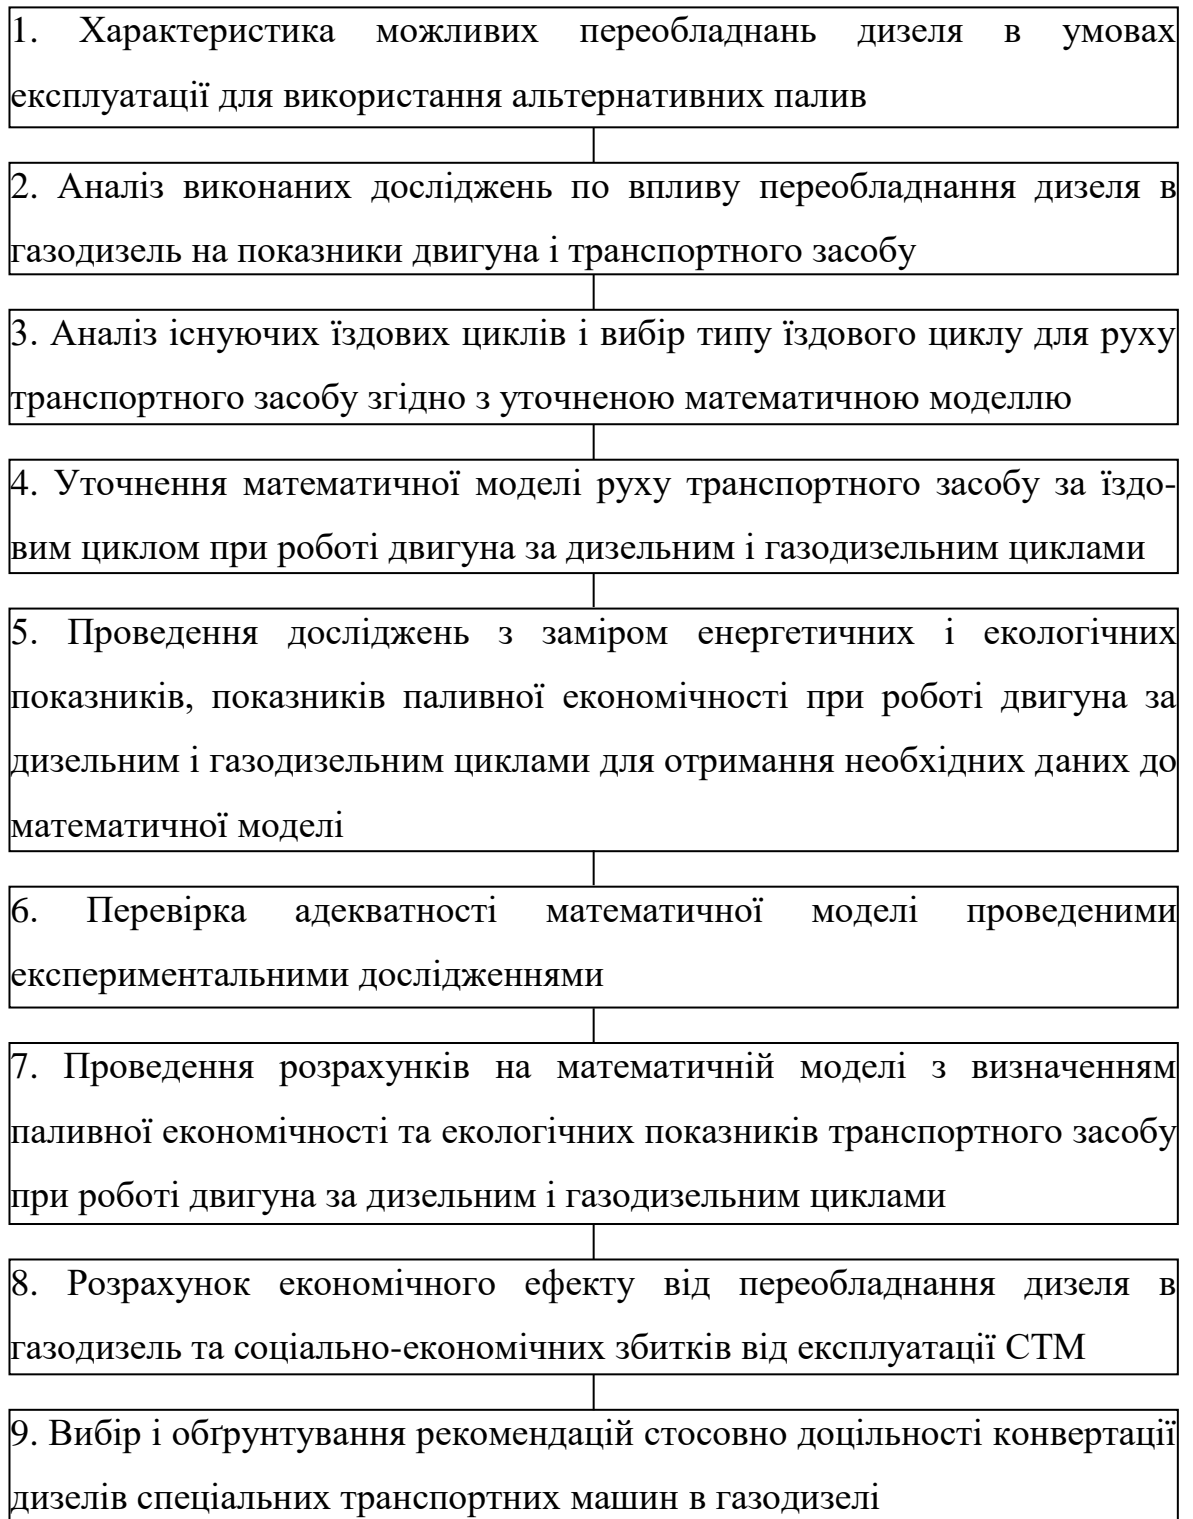 1. Характеристика можливих переобладнань дизеля в умовах
експлуатації для використання альтернативних палив
2. Аналіз виконаних досліджень по впливу переобладнання дизеля в
газодизель на показники двигуна і транспортного засобу
3. Аналіз існуючих їздових циклів і вибір типу їздового циклу для руху
транспортного засобу згідно з уточненою математичною моделлю
4. Уточнення математичної моделі руху транспортного засобу за їздо-
вим циклом при роботі двигуна за дизельним і газодизельним циклами
5. Проведення досліджень з заміром енергетичних і екологічних
показників, показників паливної економічності при роботі двигуна за
дизельним і газодизельним циклами для отримання необхідних даних до
математичної моделі
6. Перевірка адекватності математичної моделі проведеними
експериментальними дослідженнями
7. Проведення розрахунків на математичній моделі з визначенням
паливної економічності та екологічних показників транспортного засобу
при роботі двигуна за дизельним і газодизельним циклами
8. Розрахунок економічного ефекту від переобладнання дизеля в
газодизель та соціально-економічних збитків від експлуатації СТМ
9. Вибір і обґрунтування рекомендацій стосовно доцільності конвертації
дизелів спеціальних транспортних машин в газодизелі